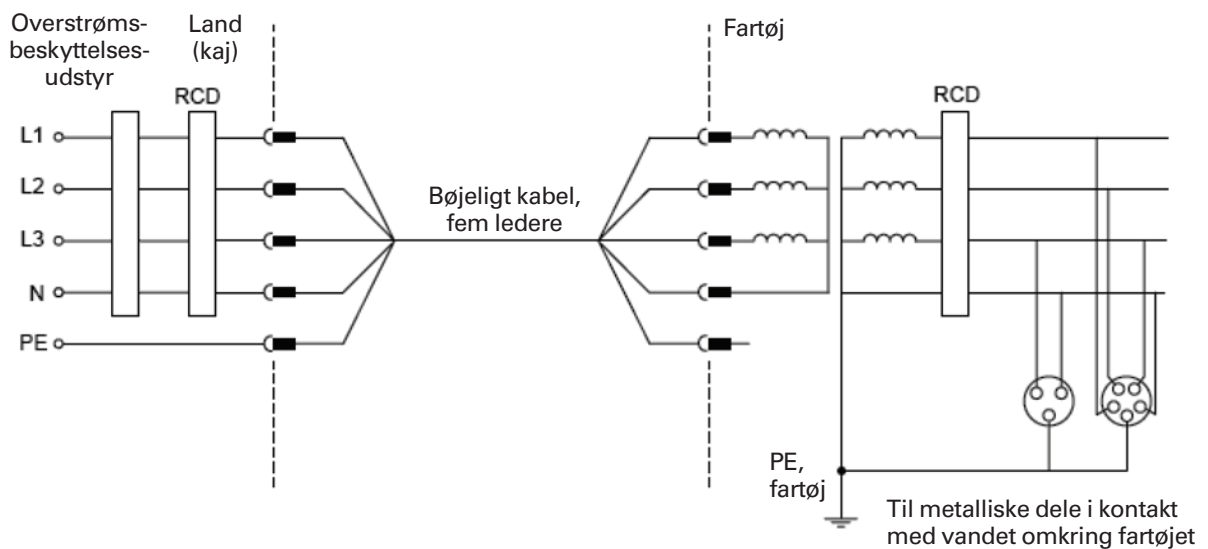 Overstrøms-
beskyttelses-
udstyr
Land
(kaj)
Fartøj
RCD
RCD
L1
L2
L3
N
PE
Bøjeligt kabel,
fem ledere
PE,
fartøj
Til metalliske dele i kontakt
med vandet omkring fartøjet